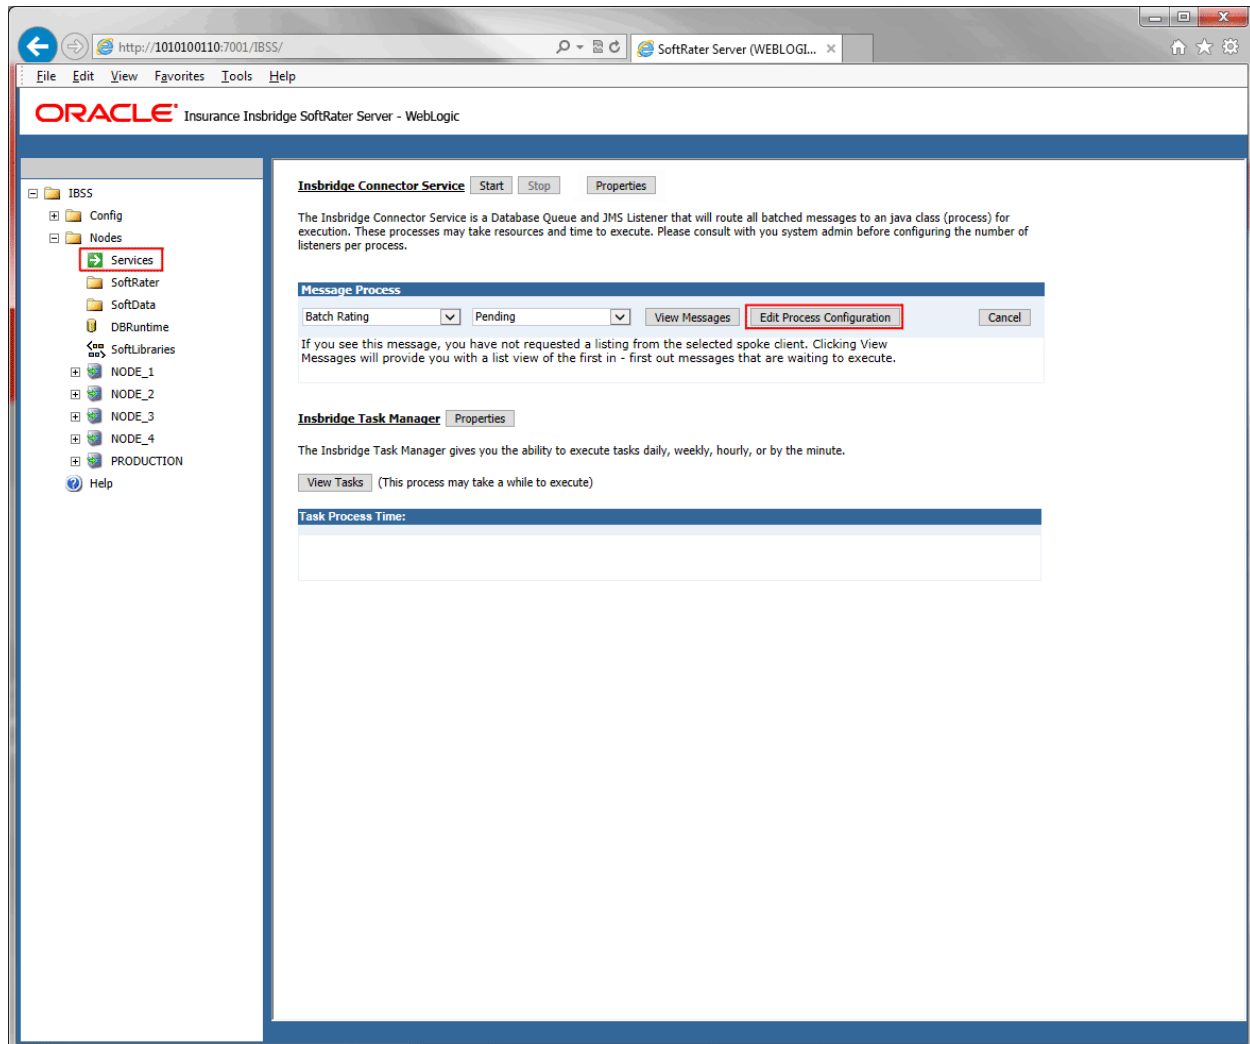 http://1010100110:7001/IBSS/
SoftRater Server (WEBLOGI...
File Edit View Favorites Tools Help
ORACLE Insurance Insbridge SoftRater Server - WebLogic
IBSS
Config
Nodes
Services
SoftRater
SoftData
DBRuntime
SoftLibraries
NODE_1
NODE_2
NODE_3
NODE_4
PRODUCTION
Help
Insbridge Connector Service Start Stop Properties
The Insbridge Connector Service is a Database Queue and JMS Listener that will route all batched messages to an java class (process) for
execution. These processes may take resources and time to execute. Please consult with you system admin before configuring the number of
listeners per process.
Message Process
Batch Rating Pending View Messages Edit Process Configuration Cancel
If you see this message, you have not requested a listing from the selected spoke client. Clicking View
Messages will provide you with a list view of the first in - first out messages that are waiting to execute.
Insbridge Task Manager Properties
The Insbridge Task Manager gives you the ability to execute tasks daily, weekly, hourly, or by the minute.
View Tasks (This process may take a while to execute)
Task Process Time: